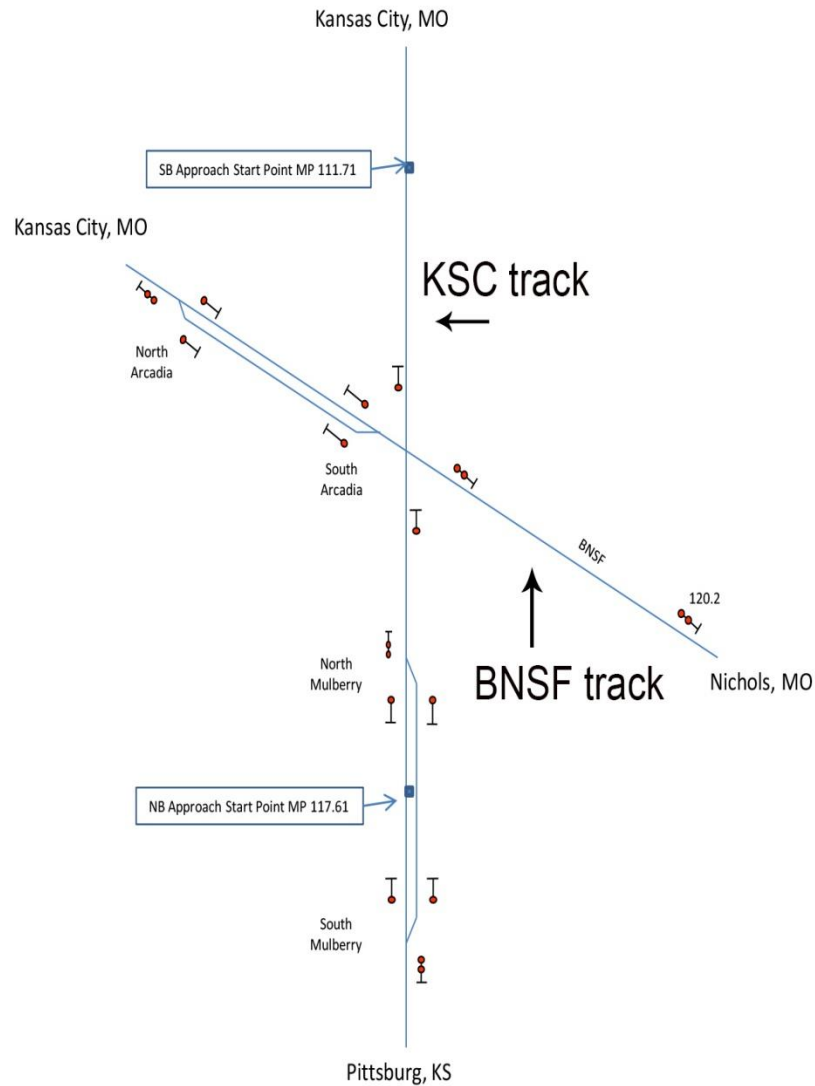 Kansas City, MO
SB Approach Start Point MP 111.71
Kansas City, MO
KSC track
North
Arcadia
South
Arcadia
BNSF
120.2
North
Mulberry
BNSF track
Nichols, MO
NB Approach Start Point MP 117.61
South
Mulberry
Pittsburg, KS